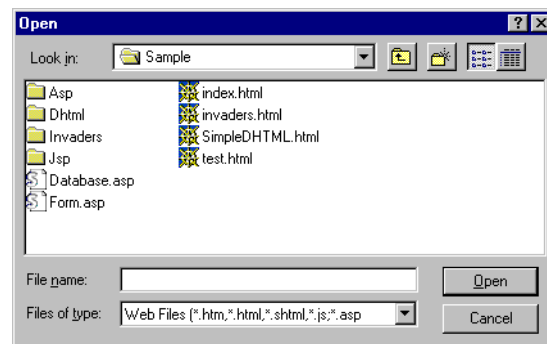 Open
Look in: Sample
Asp
Dhtml
Invaders
Jsp
Database.asp
Form.asp
index.html
invaders.html
SimpleDHTML.html
test.html
File name:
Open
Files of type: Web Files (*.htm,*.html,*.shtml,*.js;*.asp
Cancel